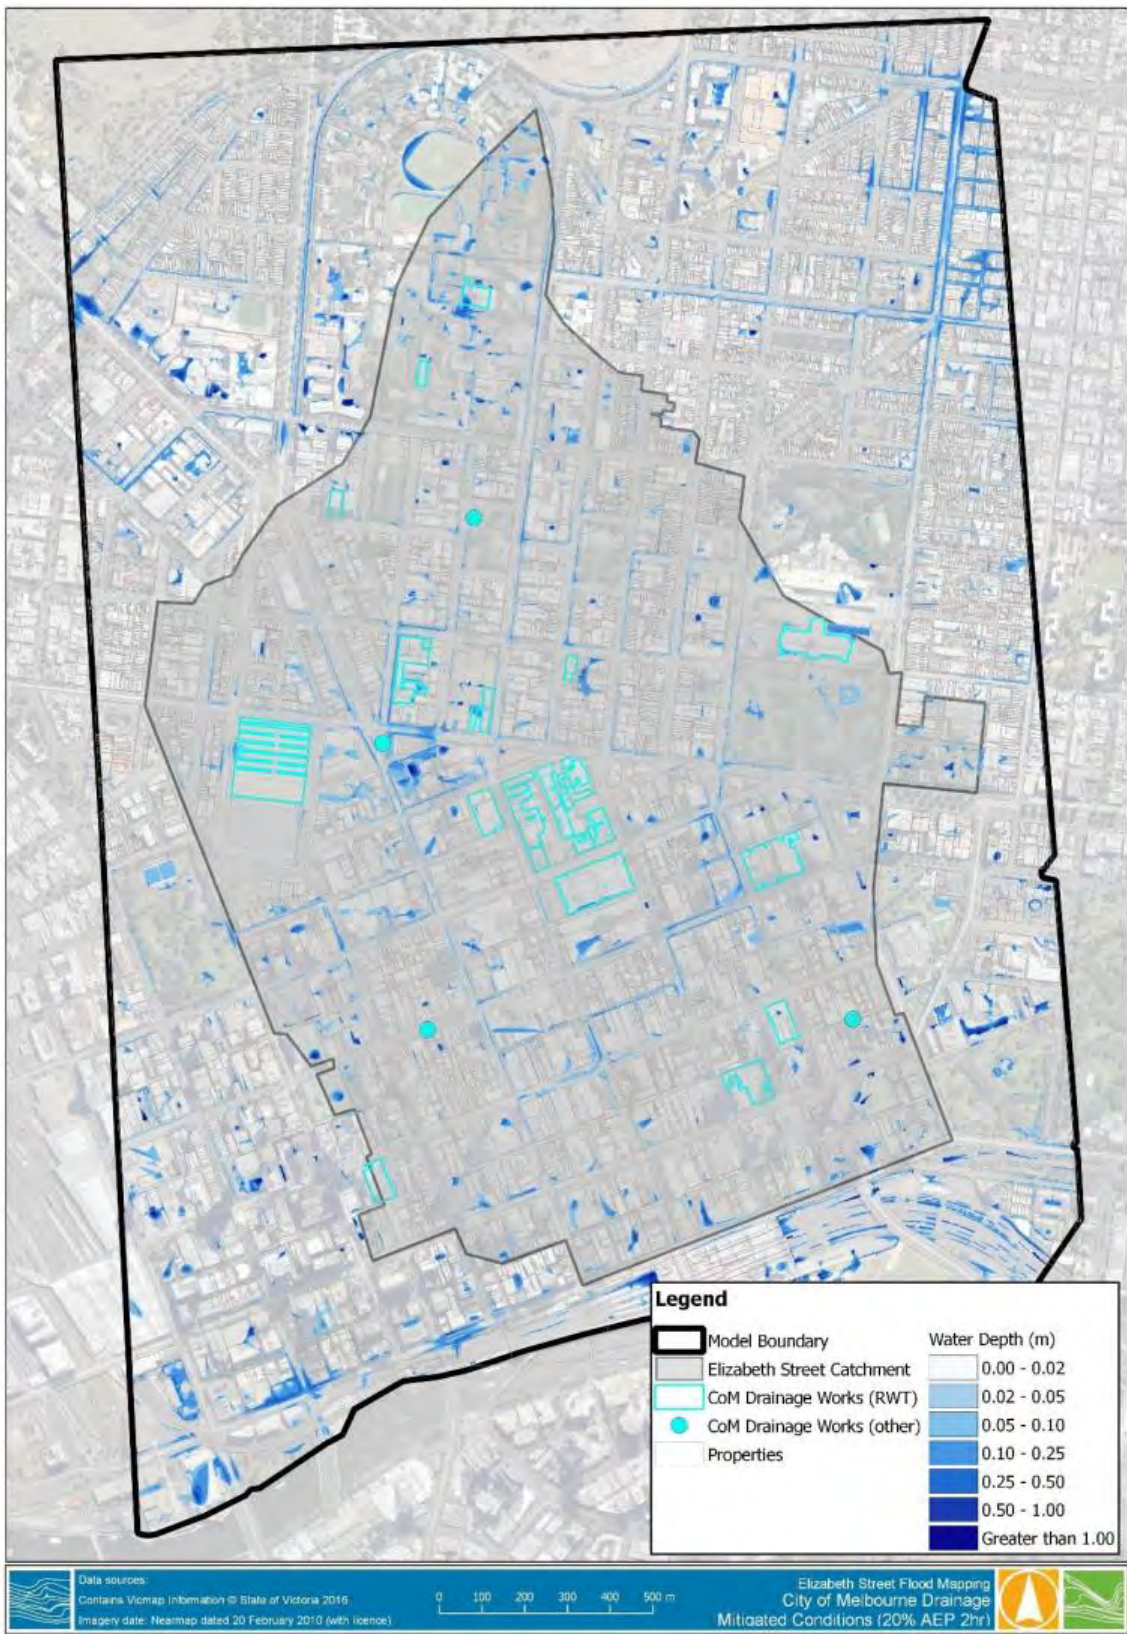 Legend
Model Boundary
Elizabeth Street Catchment
CoM Drainage Works (RWT)
CoM Drainage Works (other)
Properties
Water Depth (m)
0.00 - 0.02
0.02 - 0.05
0.05 - 0.10
0.10 - 0.25
0.25 - 0.50
0.50 - 1.00
Greater than 1.00
Data sources:
Contains Vicmap Information © State of Victoria 2016
Imagery date: Nearmap dated 20 February 2010 (with licence)
0 100 200 300 400 500 m
Elizabeth Street Flood Mapping
City of Melbourne Drainage
Mitigated Conditions (20% AEP 2hr)